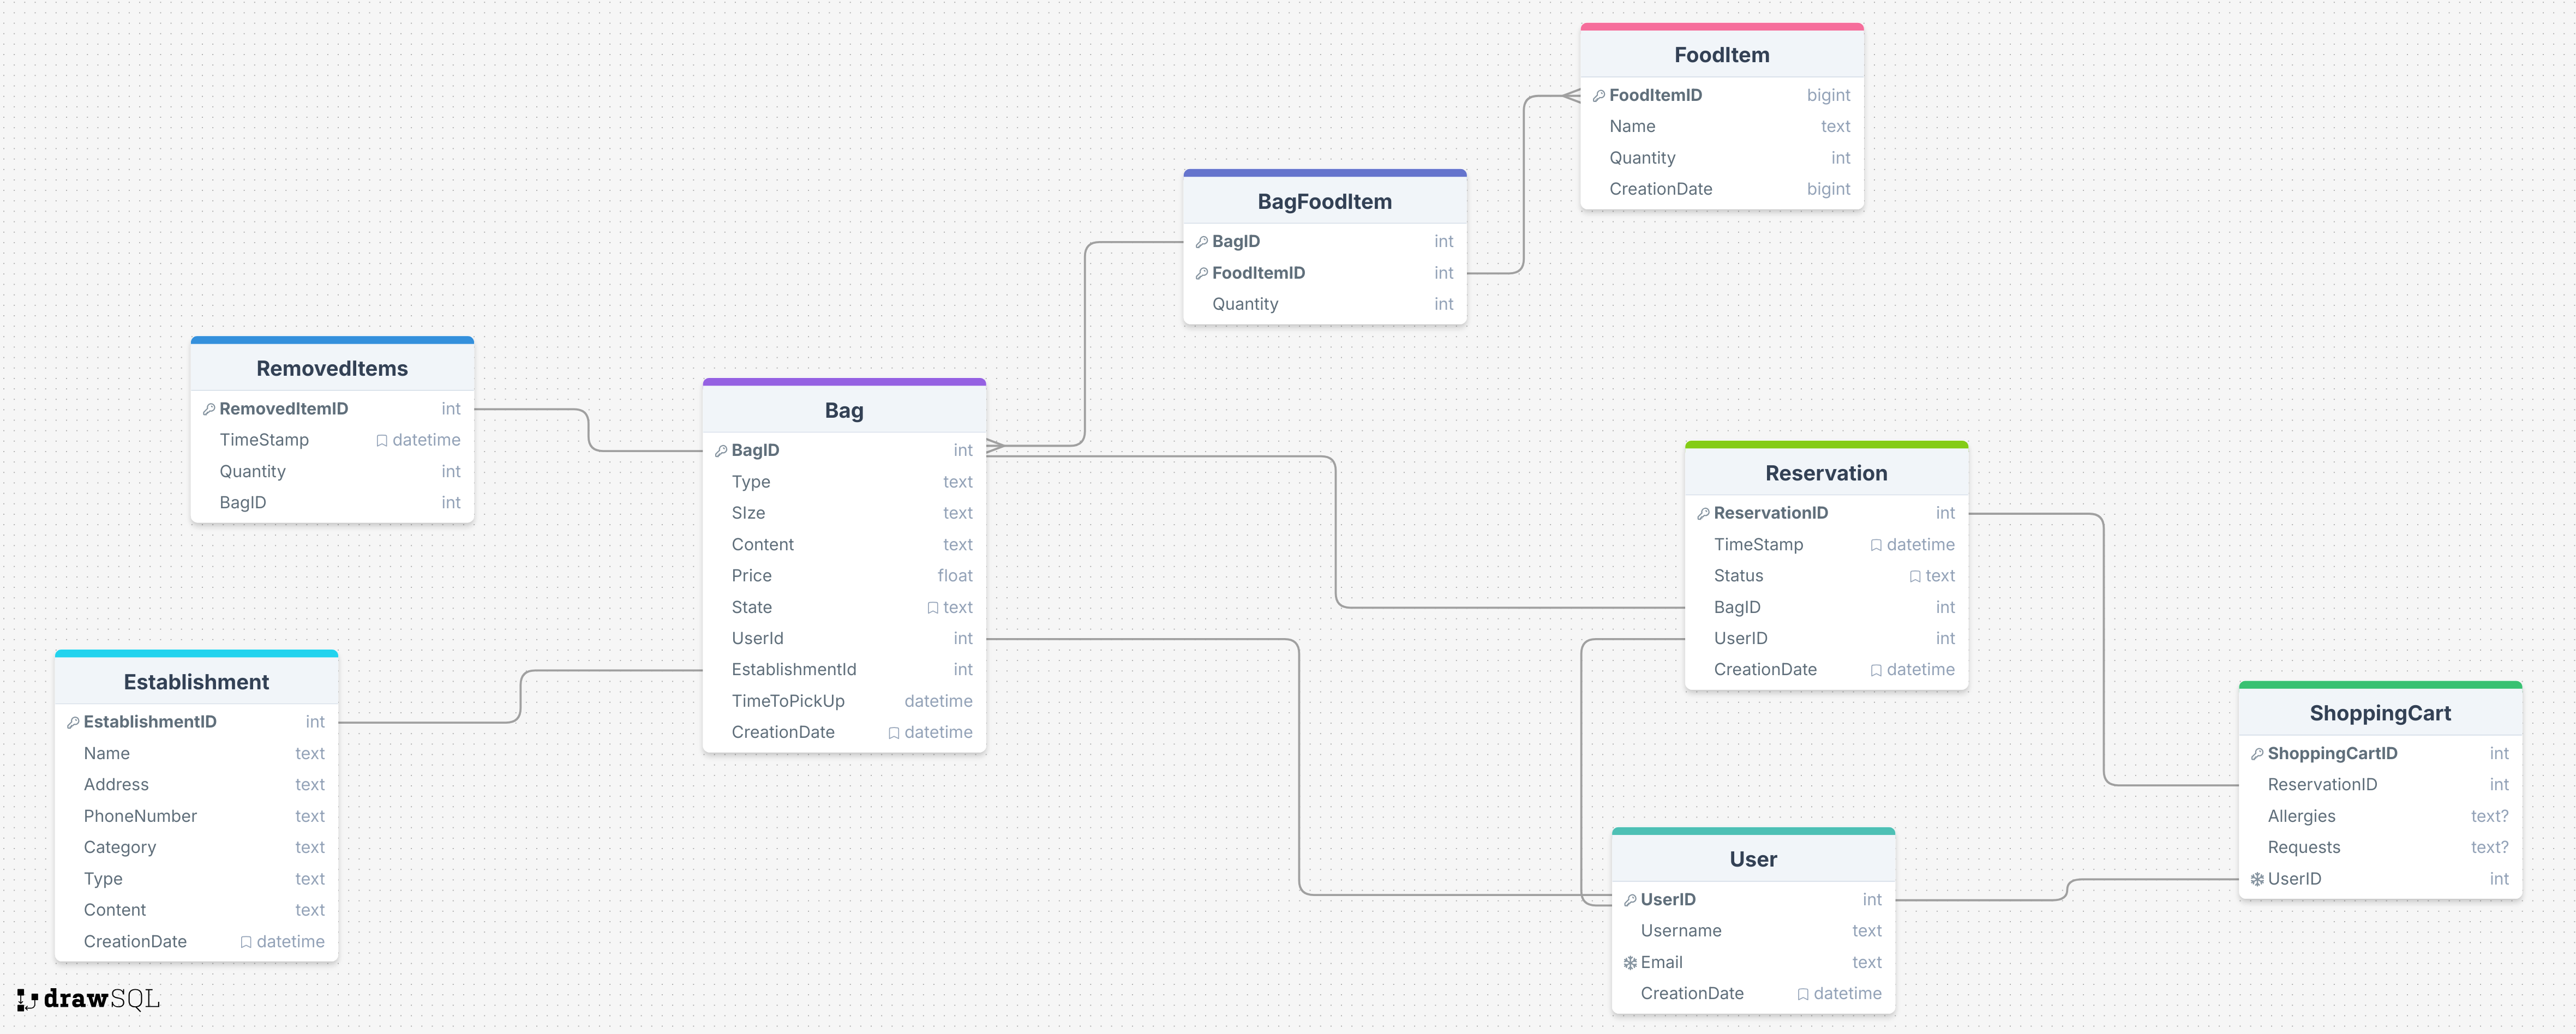 FoodItem
FoodItemID bigint
Name text
Quantity int
CreationDate bigint
BagFoodItem
BagID int
FoodItemID int
Quantity int
RemovedItems
RemovedItemID int
TimeStamp datetime
Quantity int
BagID int
Bag
BagID int
Type text
SIze text
Content text
Price float
State text
UserId int
EstablishmentId int
TimeToPickUp datetime
CreationDate datetime
Reservation
ReservationID int
TimeStamp datetime
Status text
BagID int
UserID int
CreationDate datetime
Establishment
EstablishmentID int
Name text
Address text
PhoneNumber text
Category text
Type text
Content text
CreationDate datetime
ShoppingCart
ShoppingCartID int
ReservationID int
Allergies text?
Requests text?
UserID int
User
UserID int
Username text
Email text
CreationDate datetime
drawSQL